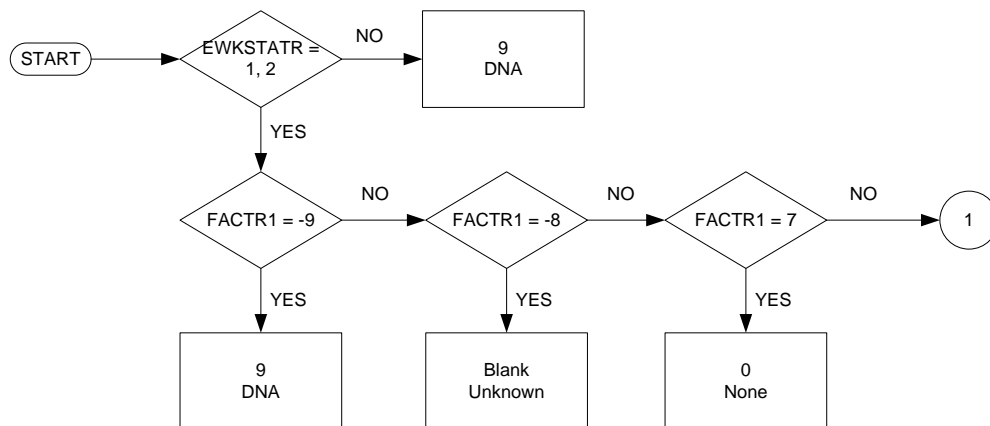 START
EWKSTATR =
1, 2
NO
9
DNA
YES
FACTR1 = -9
NO
FACTR1 = -8
NO
FACTR1 = 7
NO
1
YES
YES
YES
9
DNA
Blank
Unknown
0
None